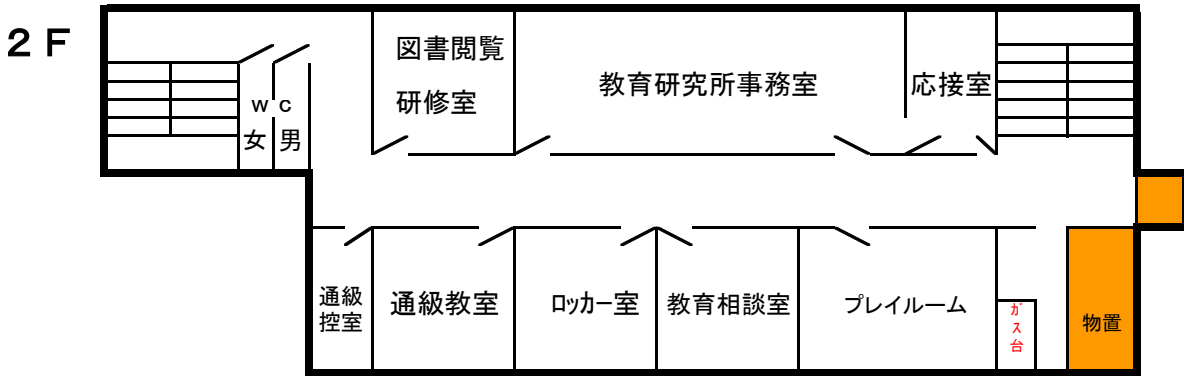 ２Ｆ
図書閲覧
研修室
教育研究所事務室
応接室
ＷＣ
女
男
通級
控室
通級教室
ロッカー室
教育相談室
プレイルーム
ガス台
物置